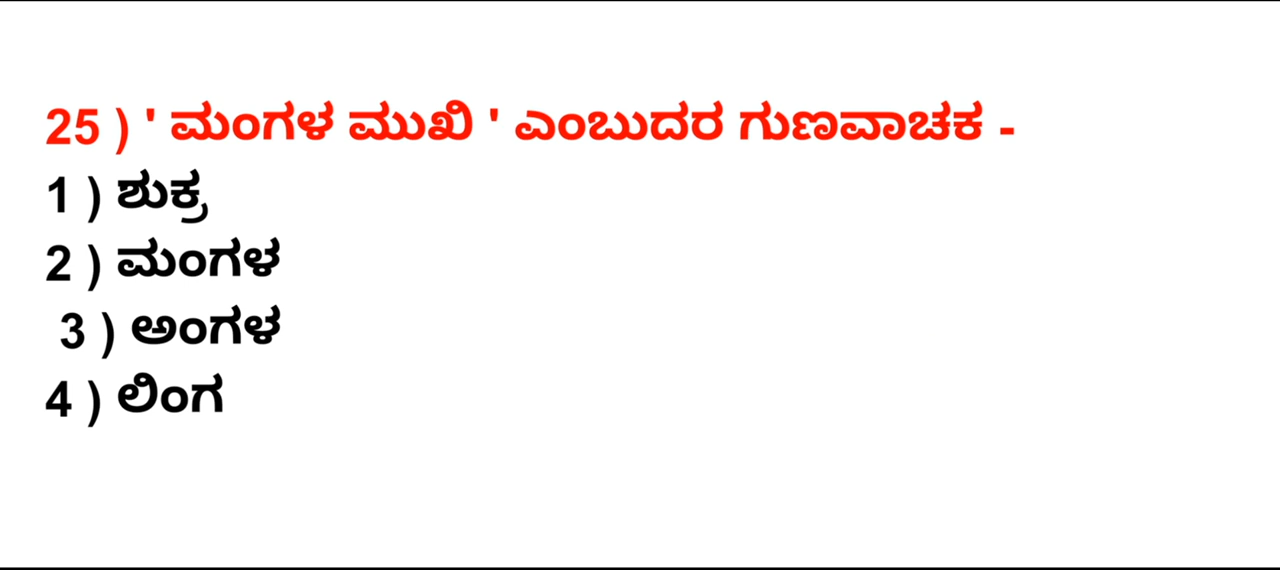 25 ) ' ಮಂಗಳ ಮುಖಿ ' ಎಂಬುದರ ಗುಣವಾಚಕ -
1 ) ಶುಕ್ರ
2 ) ಮಂಗಳ
3 ) ಅಂಗಳ
4 ) ಲಿಂಗ